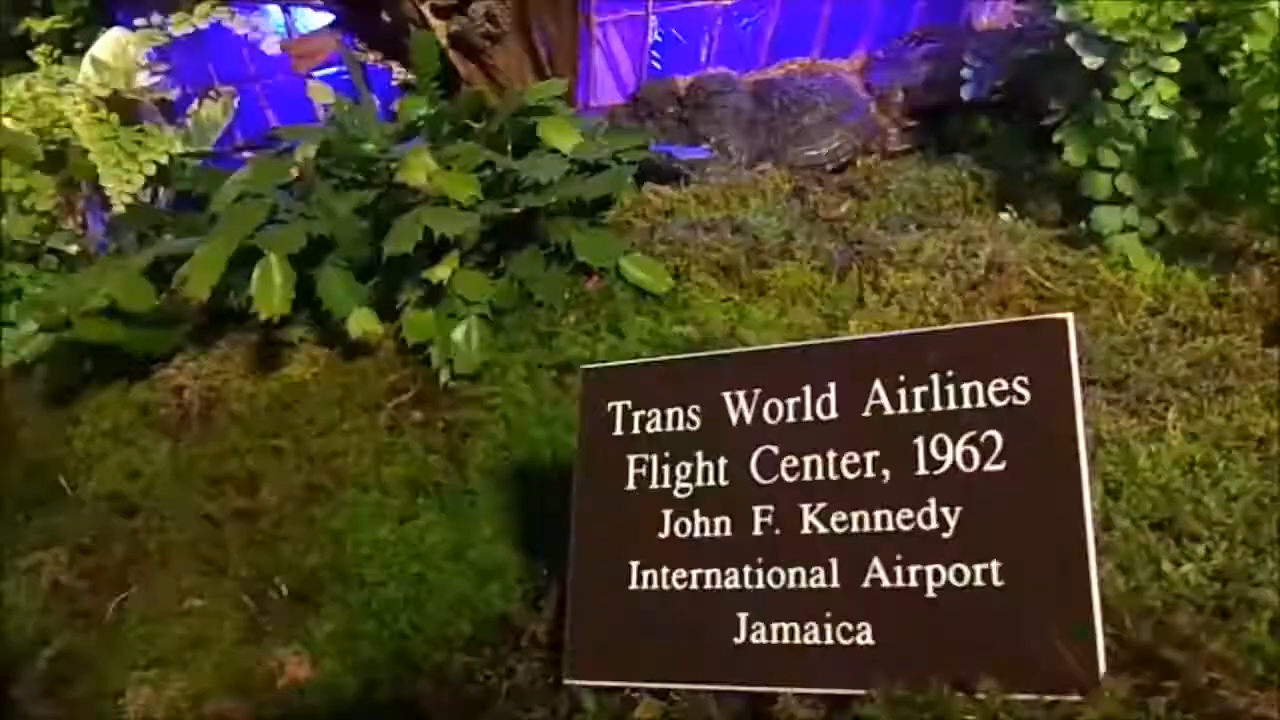 Trans World Airlines
Flight Center, 1962
John F. Kennedy
International Airport
Jamaica